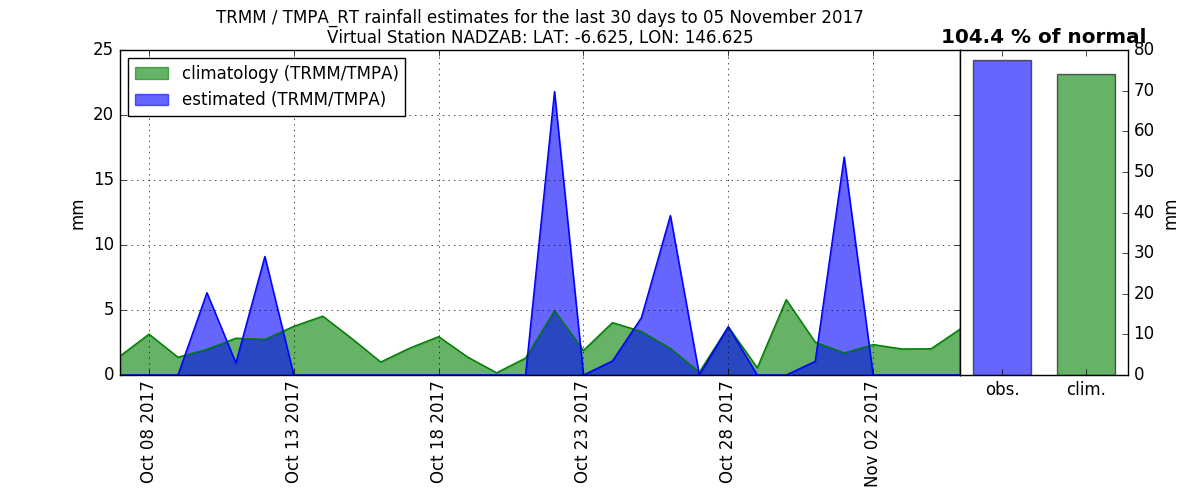 TRMM / TMPA_RT rainfall estimates for the last 30 days to 05 November 2017
Virtual Station NADZAB: LAT: -6.625, LON: 146.625
104.4 % of normal
climatology (TRMM/TMPA)
estimated (TRMM/TMPA)
25
20
15
10
5
0
mm
80
70
60
50
40
30
20
10
0
mm
Oct 08 2017
Oct 13 2017
Oct 18 2017
Oct 23 2017
Oct 28 2017
Nov 02 2017
obs.
clim.